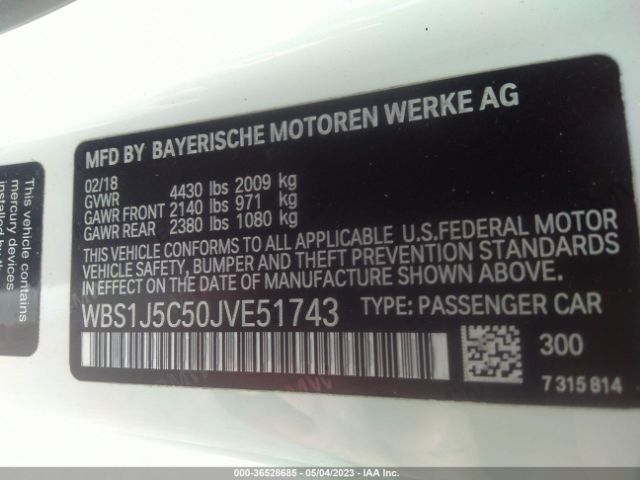 MFD BY BAYERISCHE MOTOREN WERKE AG
02/18
GVWR 4430 lbs 2009 kg
GAWR FRONT 2140 lbs 971 kg
GAWR REAR 2380 lbs 1080 kg
THIS VEHICLE CONFORMS TO ALL APPLICABLE U.S.FEDERAL MOTOR
VEHICLE SAFETY, BUMPER AND THEFT PREVENTION STANDARDS
IN EFFECT ON THE DATE OF MANUFACTURE SHOWN ABOVE.
WBS1J5C50JVE51743 TYPE: PASSENGER CAR
300
7 315 814
This vehicle contains
mercury devices
000-36528685 - 05/04/2023 - IAA Inc.